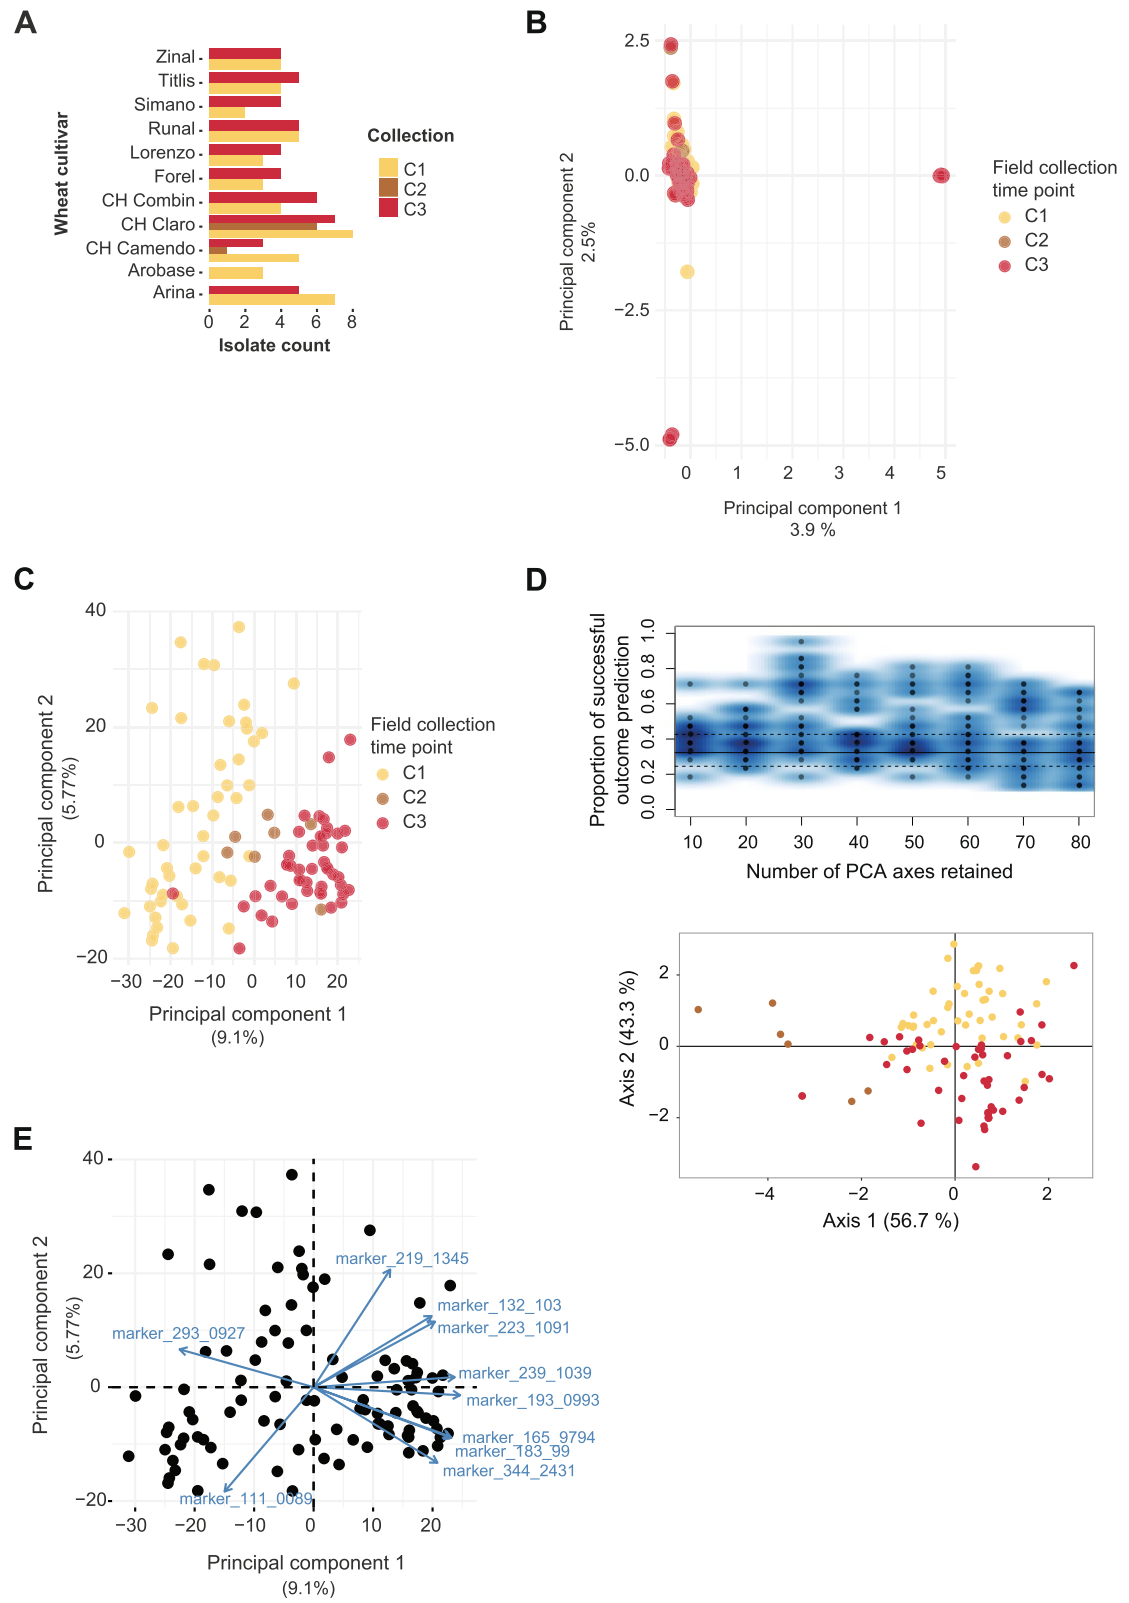 A
Wheat cultivar
Zinal
Titlis
Simano
Runal
Lorenzo
Forel
CH Combin
CH Claro
CH Camendo
Arobase
Arina
0 2 4 6 8
Isolate count
Collection
C1
C2
C3
B
Principal component 2
2.5%
2.5
0.0
−2.5
−5.0
0 1 2 3 4 5
Principal component 1
3.9 %
Field collection
time point
C1
C2
C3
C
Principal component 2
(5.77%)
40
20
0
−20
−30 −20 −10 0 10 20
Principal component 1
(9.1%)
Field collection
time point
C1
C2
C3
D
Proportion of successful
outcome prediction
1.0
0.8
0.6
0.4
0.2
0.0
10 20 30 40 50 60 70 80
Number of PCA axes retained
Axis 2 (43.3 %)
2
0
−2
−4 −2 0 2
Axis 1 (56.7 %)
E
Principal component 2
(5.77%)
40
20
0
−20
marker_219_1345
marker_132_103
marker_223_1091
marker_293_0927
marker_239_1039
marker_193_0993
marker_165_9794
marker_183_99
marker_344_2431
marker_111_0089
−30 −20 −10 0 10 20
Principal component 1
(9.1%)